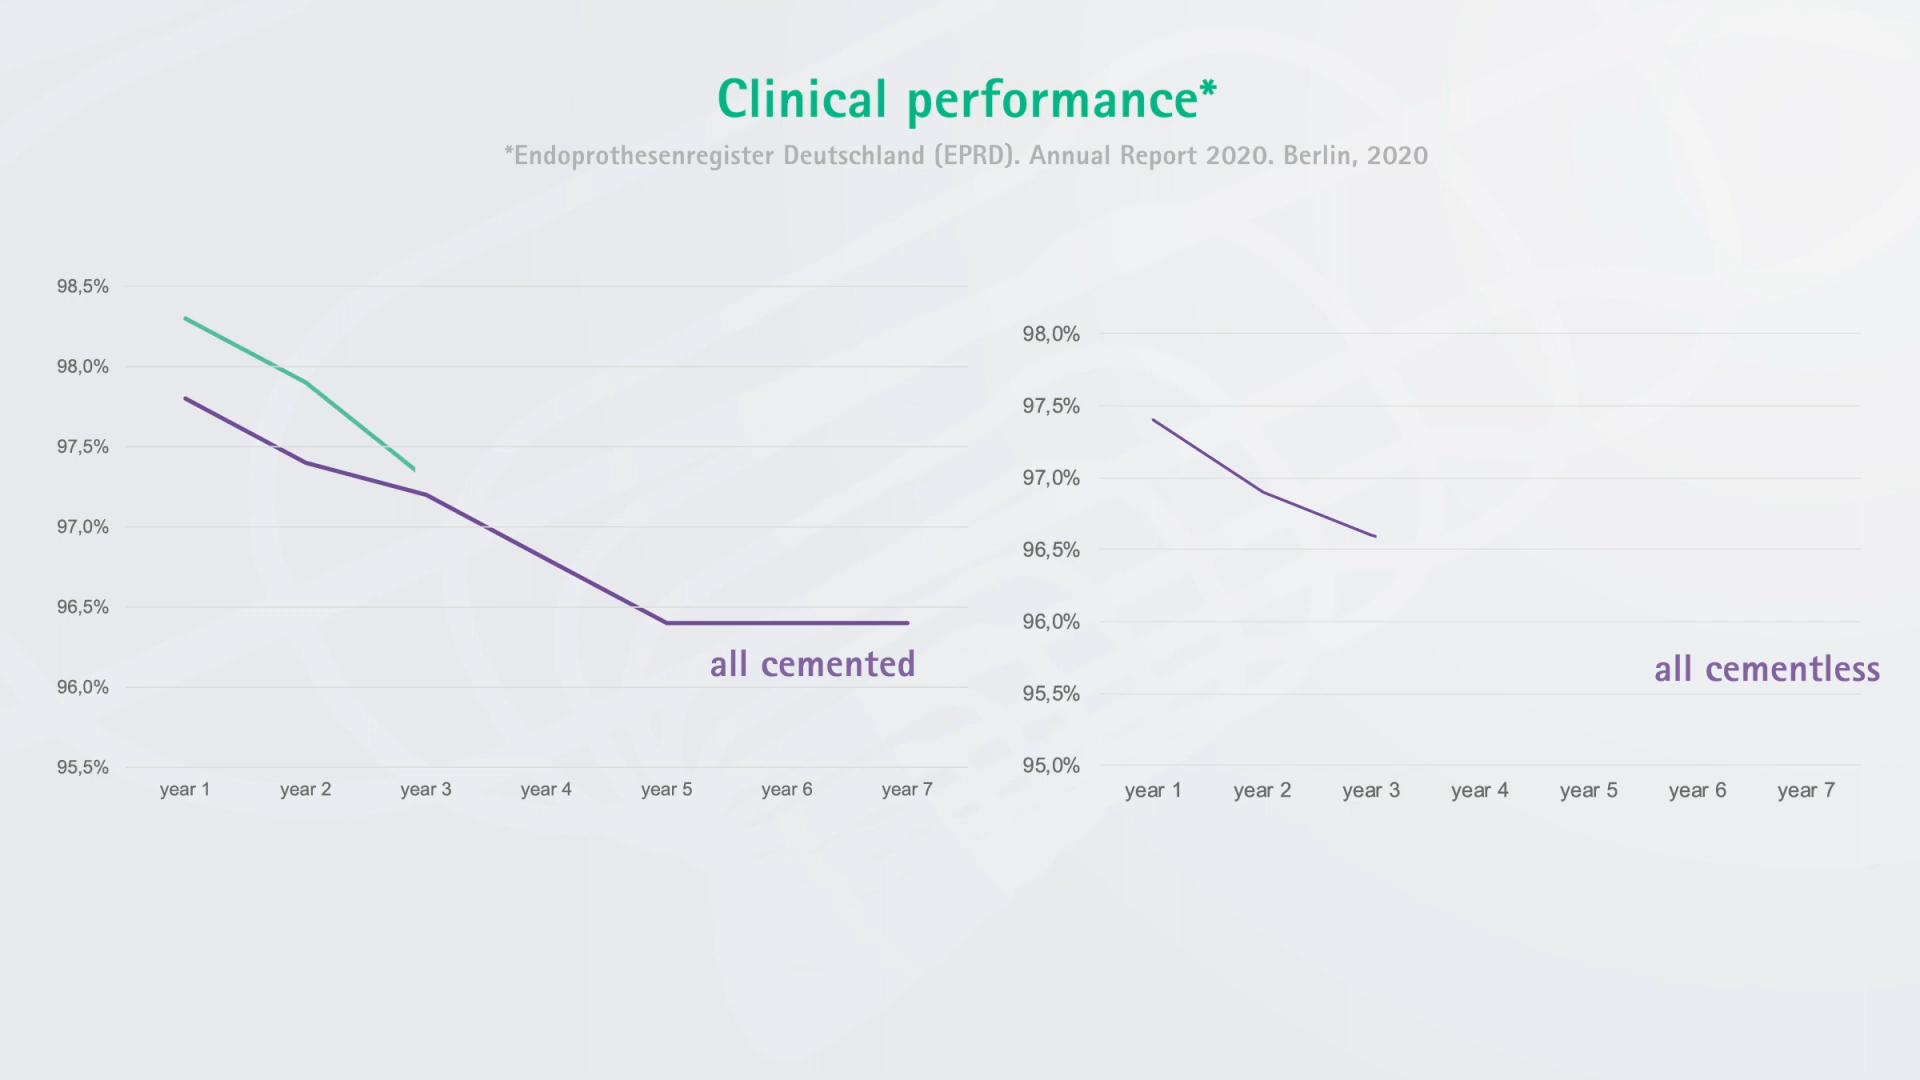 Clinical performance*
*Endoprothesenregister Deutschland (EPRD). Annual Report 2020. Berlin, 2020
98,5%
98,0%
97,5%
97,0%
96,5%
96,0%
95,5%
all cemented
year 1 year 2 year 3 year 4 year 5 year 6 year 7
98,0%
97,5%
97,0%
96,5%
96,0%
95,5%
95,0%
all cementless
year 1 year 2 year 3 year 4 year 5 year 6 year 7